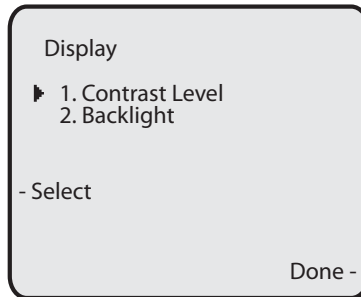 Display
1. Contrast Level
2. Backlight
- Select
Done -